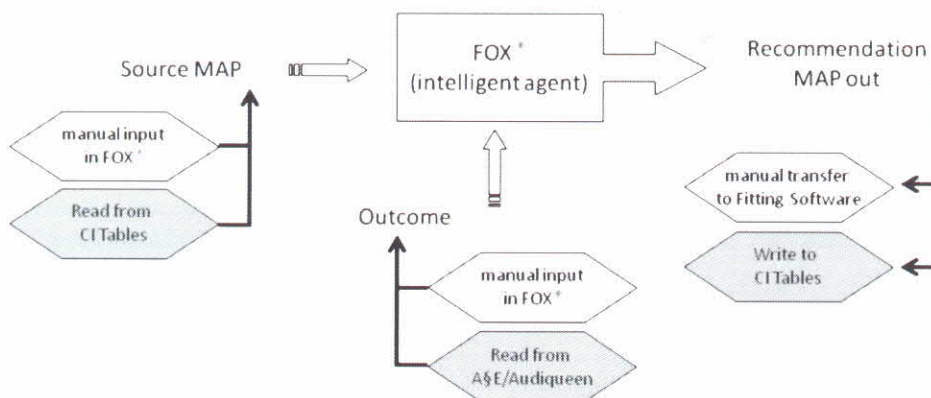 Source MAP
manual input
in FOX*
Read from
CI Tables
FOX*
(intelligent agent)
Outcome
manual input
in FOX*
Read from
A§E/Audiqueen
Recommendation
MAP out
manual transfer
to Fitting Software
Write to
CI Tables